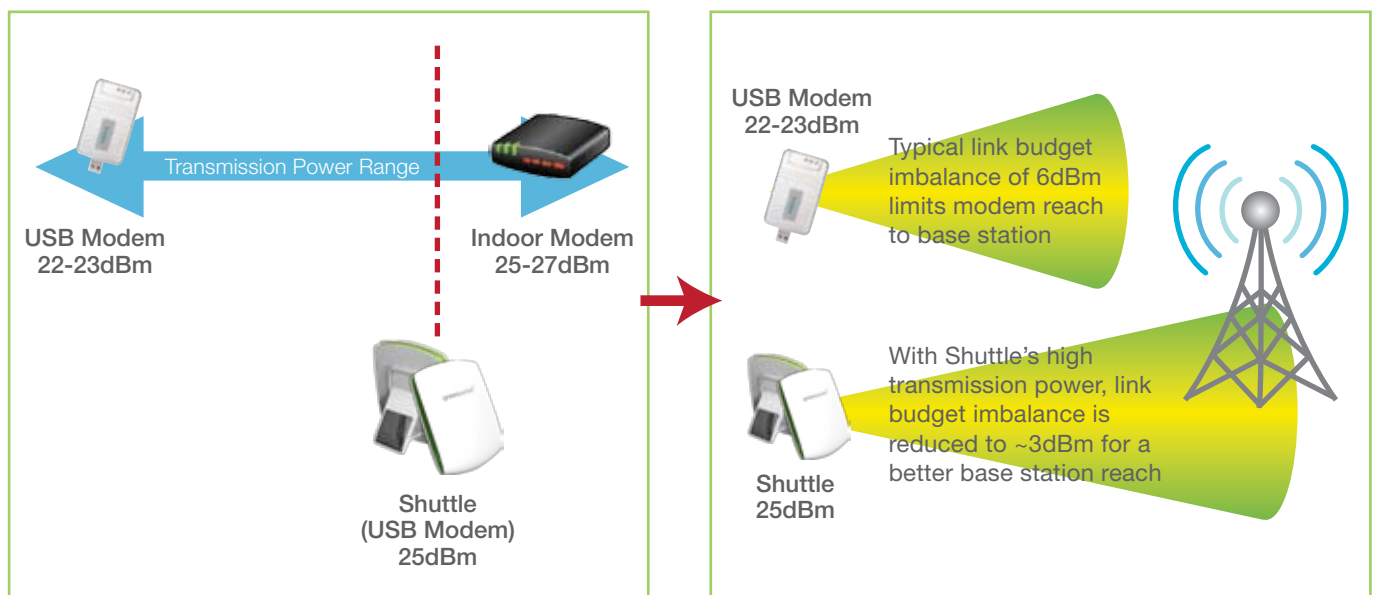 Transmission Power Range
USB Modem
22-23dBm
Indoor Modem
25-27dBm
Shuttle
(USB Modem)
25dBm
USB Modem
22-23dBm
Typical link budget
imbalance of 6dBm
limits modem reach
to base station
With Shuttle’s high
transmission power, link
budget imbalance is
reduced to ~3dBm for a
better base station reach
Shuttle
25dBm